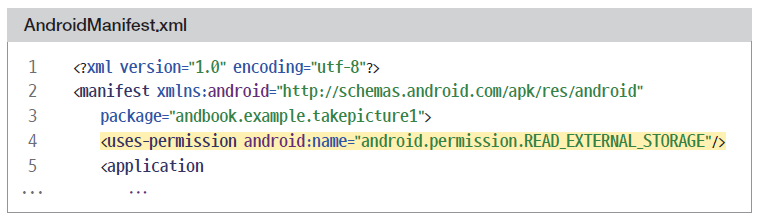 AndroidManifest.xml
1 <?xml version="1.0" encoding="utf-8"?>
2 <manifest xmlns:android="http://schemas.android.com/apk/res/android"
3 package="andbook.example.takepicture1">
4 <uses-permission android:name="android.permission.READ_EXTERNAL_STORAGE"/>
5 <application
... ...